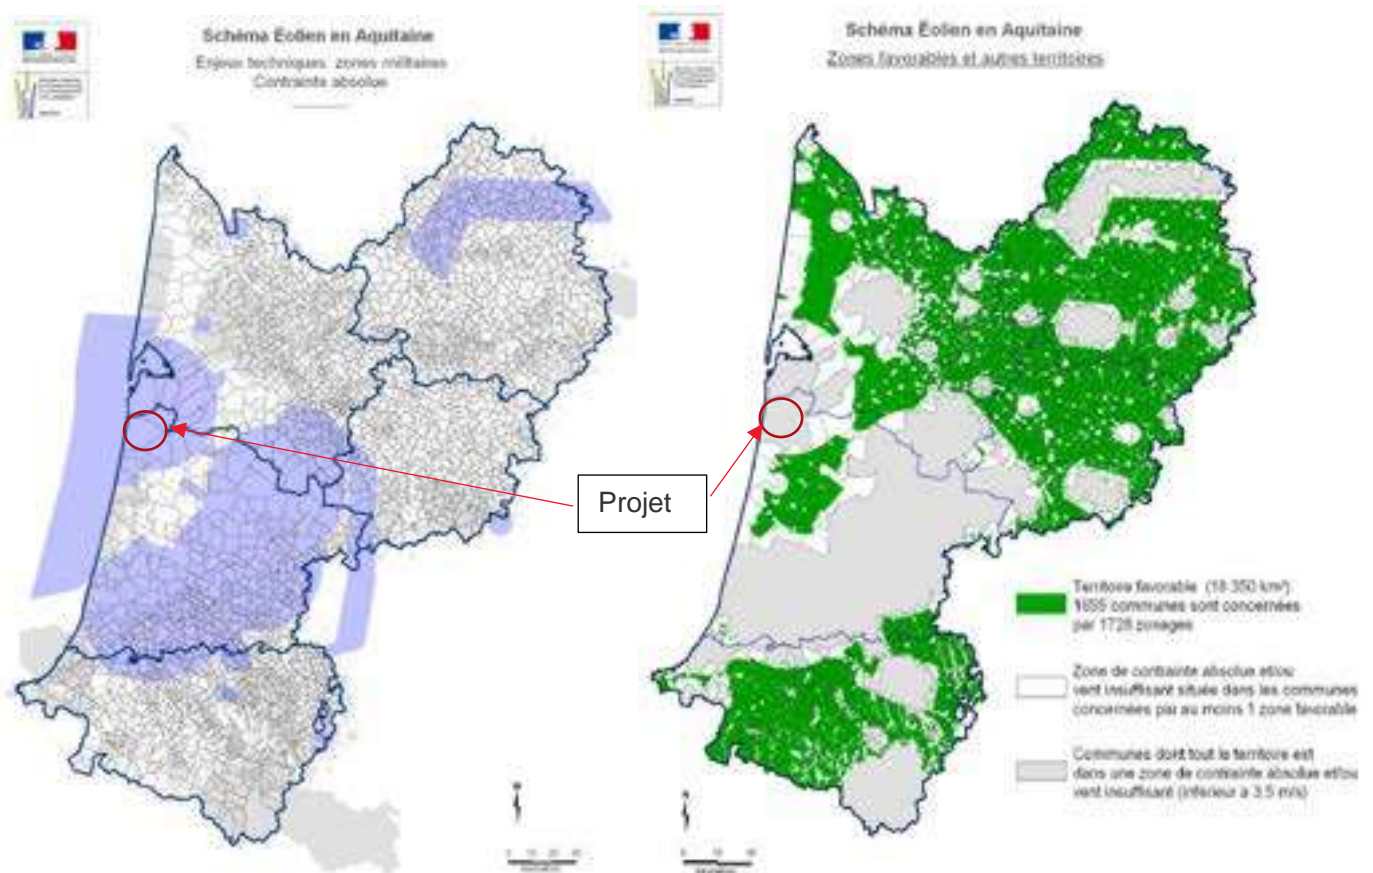 Schéma Éolien en Aquitaine
Enjeux techniques zones militaires
Contrainte absolue
Schéma Éolien en Aquitaine
Zones favorables et autres territoires
Projet
Territoire favorable (18 350 km²)
1655 communes sont concernées
par 1728 zonages
Zone de contrainte absolue et/ou
vent insuffisant située dans les communes
concernées par au moins 1 zone favorable
Communes dont tout le territoire est
dans une zone de contrainte absolue et/ou
vent insuffisant (inférieur a 3.5 m/s)